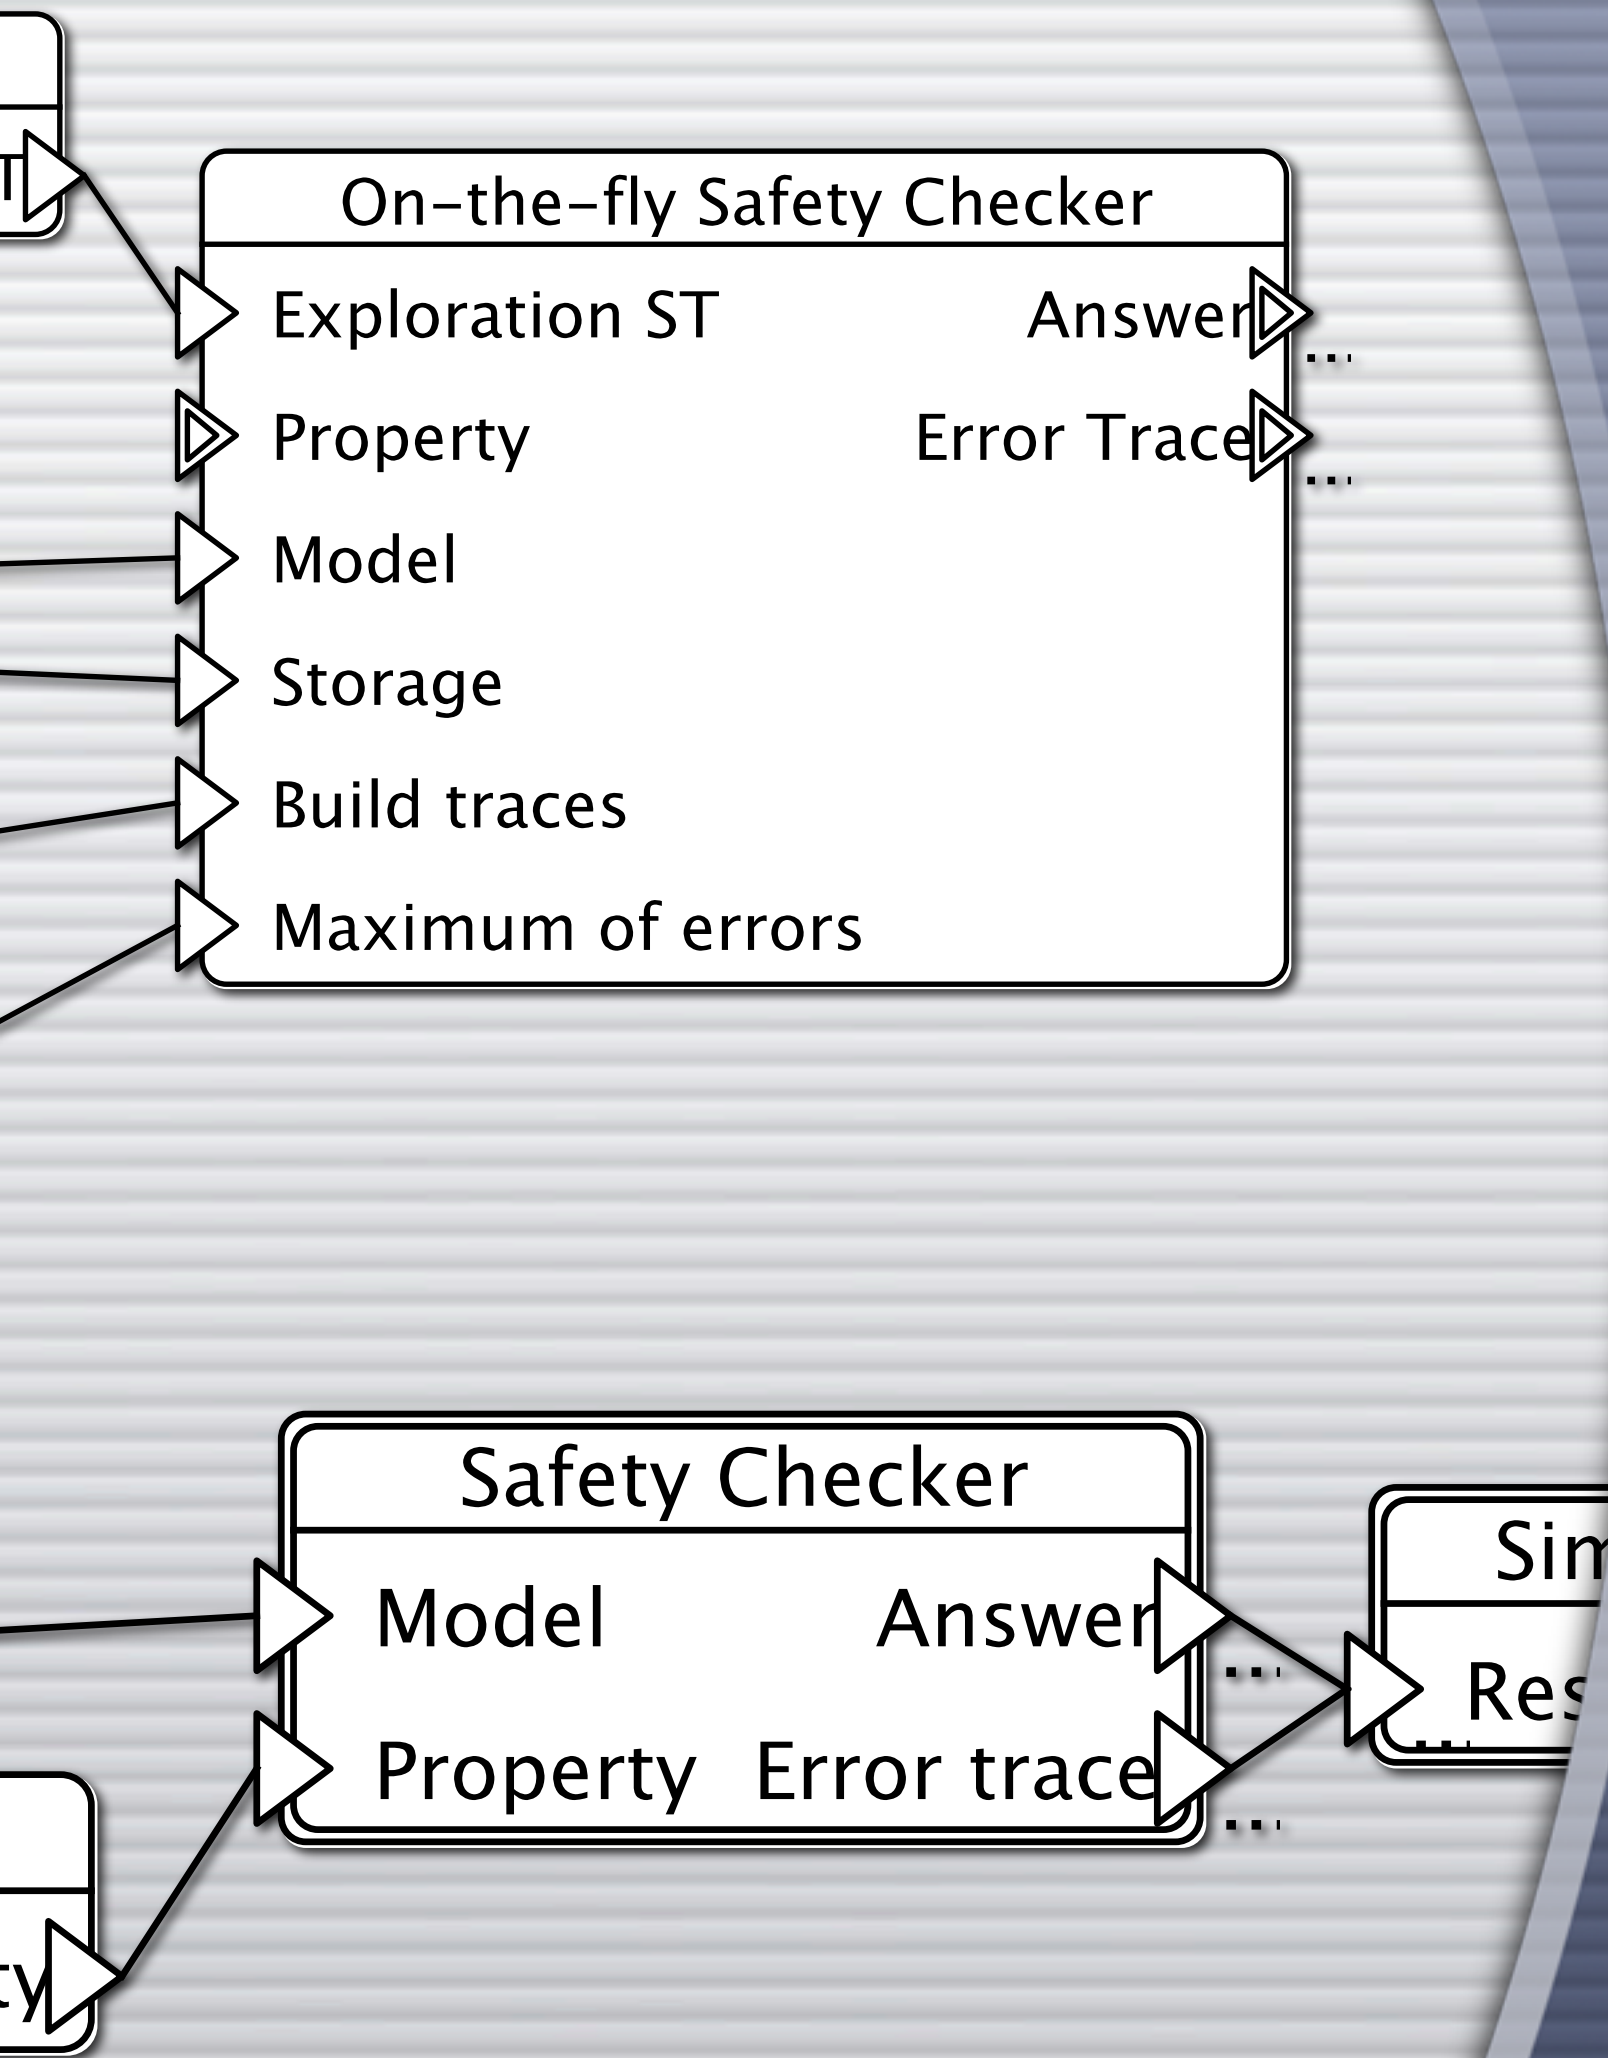 On-the-fly Safety Checker
Exploration ST Answer
Property Error Trace
Model
Storage
Build traces
Maximum of errors
Safety Checker
Model Answer
Property Error trace